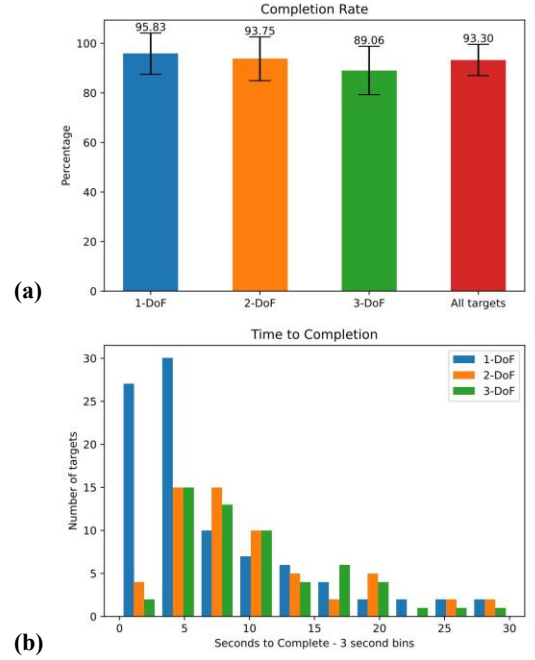 Completion Rate
95.83 93.75 89.06 93.30
100
80
60
40
20
0
Percentage
1-DoF 2-DoF 3-DoF All targets
(a)
Time to Completion
30
25
20
15
10
5
0
Number of targets
1-DoF
2-DoF
3-DoF
0 5 10 15 20 25 30
Seconds to Complete - 3 second bins
(b)